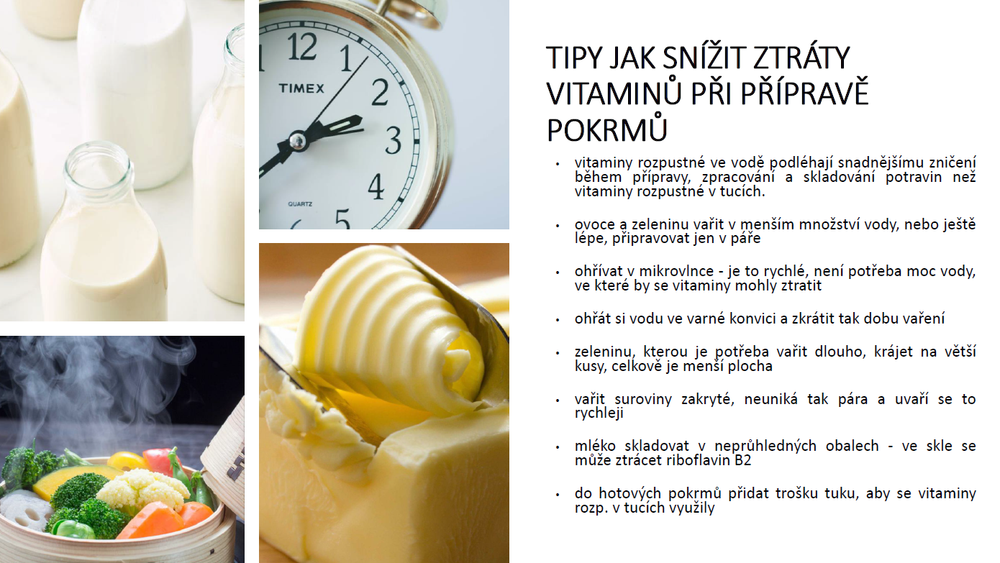 12
1
TIMEX
2
3
4
QUARTZ
5
TIPY JAK SNÍŽIT ZTRÁTY
VITAMINŮ PŘI PŘÍPRAVĚ
POKRMŮ
• vitaminy rozpustné ve vodě podléhají snadnějšímu zničení
během přípravy, zpracování a skladování potravin než
vitaminy rozpustné v tucích.
• ovoce a zeleninu vařit v menším množství vody, nebo ještě
lépe, připravovat jen v páře
• ohřívat v mikrovlnce - je to rychlé, není potřeba moc vody,
ve které by se vitaminy mohly ztratit
• ohřát si vodu ve varné konvici a zkrátit tak dobu vaření
• zeleninu, kterou je potřeba vařit dlouho, krájet na větší
kusy, celkově je menší plocha
• vařit suroviny zakryté, neuniká tak pára a uvaří se to
rychleji
• mléko skladovat v neprůhledných obalech - ve skle se
může ztrácet riboflavin B2
• do hotových pokrmů přidat trošku tuku, aby se vitaminy
rozp. v tucích využily